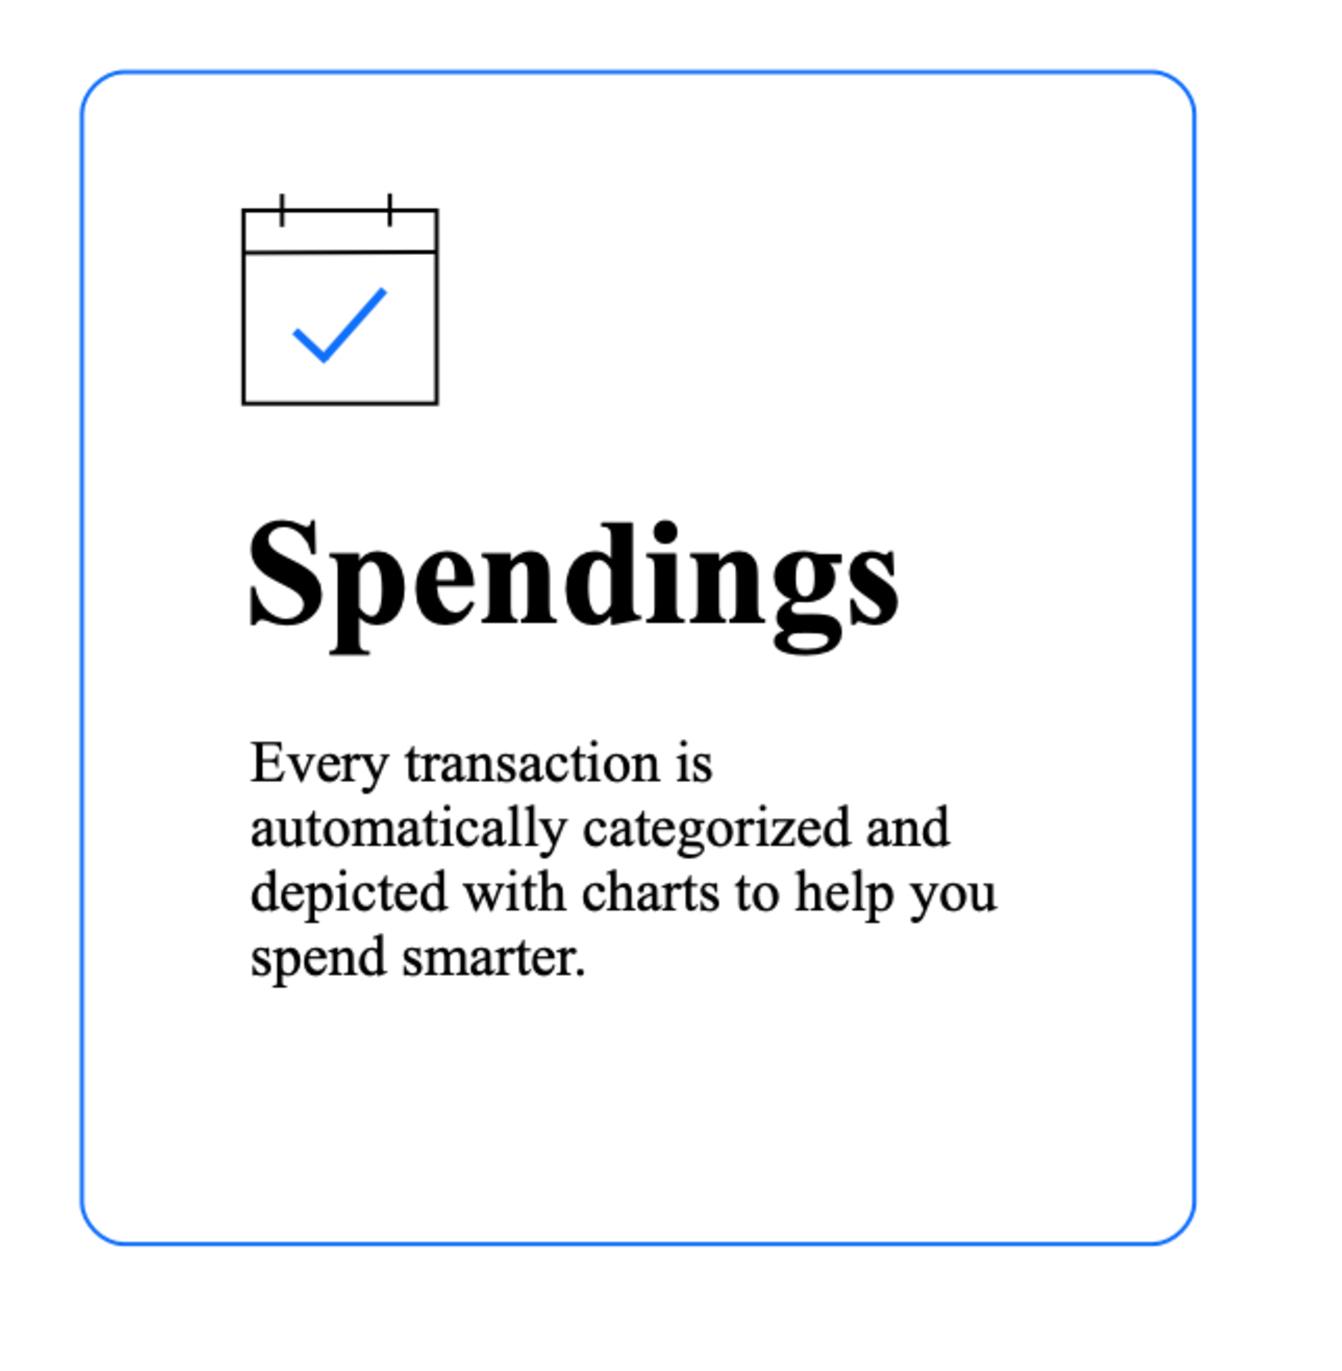 Spendings
Every transaction is
automatically categorized and
depicted with charts to help you
spend smarter.